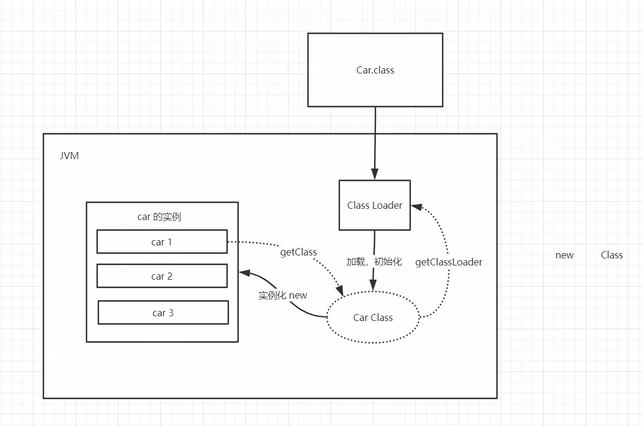 Car.class
JVM
Class Loader
car 的实例
car 1
getClass
加载，初始化
getClassLoader
new
Class
car 2
实例化 new
car 3
Car Class